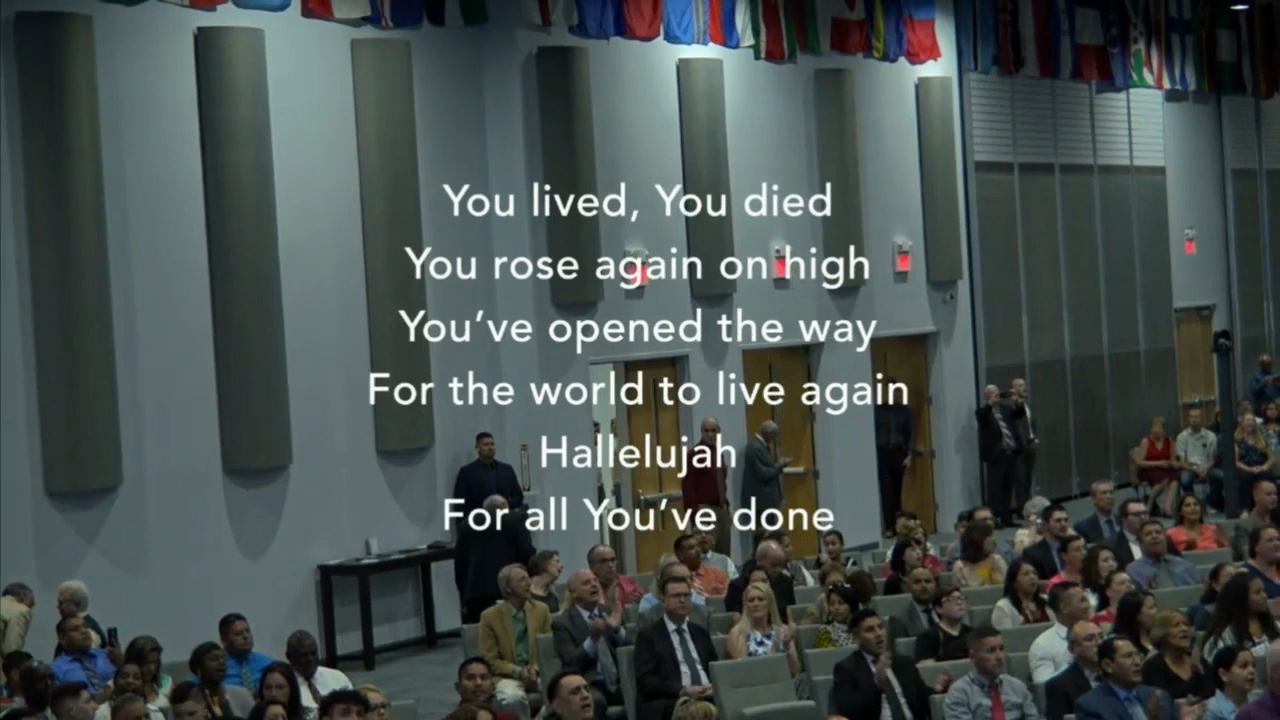 You lived, You died
You rose again on high
You've opened the way
For the world to live again
Hallelujah
For all You've done